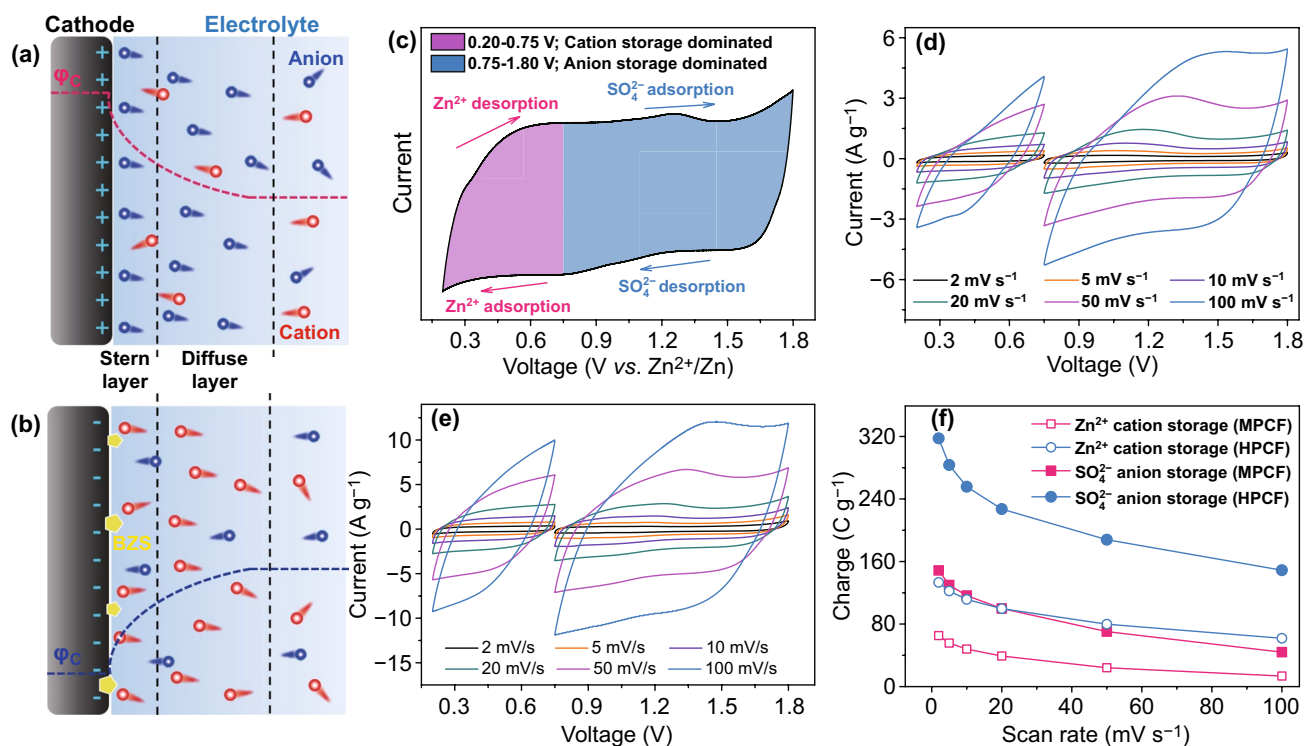 Cathode
Electrolyte
(a)
Anion
φC
Cation
Stern layer
Diffuse layer
(b)
BZS
φC
(c)
0.20-0.75 V; Cation storage dominated
0.75-1.80 V; Anion storage dominated
Zn²⁺ desorption
SO₄²⁻ adsorption
Zn²⁺ adsorption
SO₄²⁻ desorption
Current
0.3 0.6 0.9 1.2 1.5 1.8
Voltage (V vs. Zn²⁺/Zn)
(d)
Current (A g⁻¹)
6
3
0
−3
−6
2 mV s⁻¹ 5 mV s⁻¹ 10 mV s⁻¹
20 mV s⁻¹ 50 mV s⁻¹ 100 mV s⁻¹
0.3 0.6 0.9 1.2 1.5 1.8
Voltage (V)
(e)
Current (A g⁻¹)
10
5
0
−5
−10
−15
2 mV/s 5 mV/s 10 mV/s
20 mV/s 50 mV/s 100 mV/s
0.3 0.6 0.9 1.2 1.5 1.8
Voltage (V)
(f)
Zn²⁺ cation storage (MPCF)
Zn²⁺ cation storage (HPCF)
SO₄²⁻ anion storage (MPCF)
SO₄²⁻ anion storage (HPCF)
Charge (C g⁻¹)
320
240
160
80
0
0 20 40 60 80 100
Scan rate (mV s⁻¹)